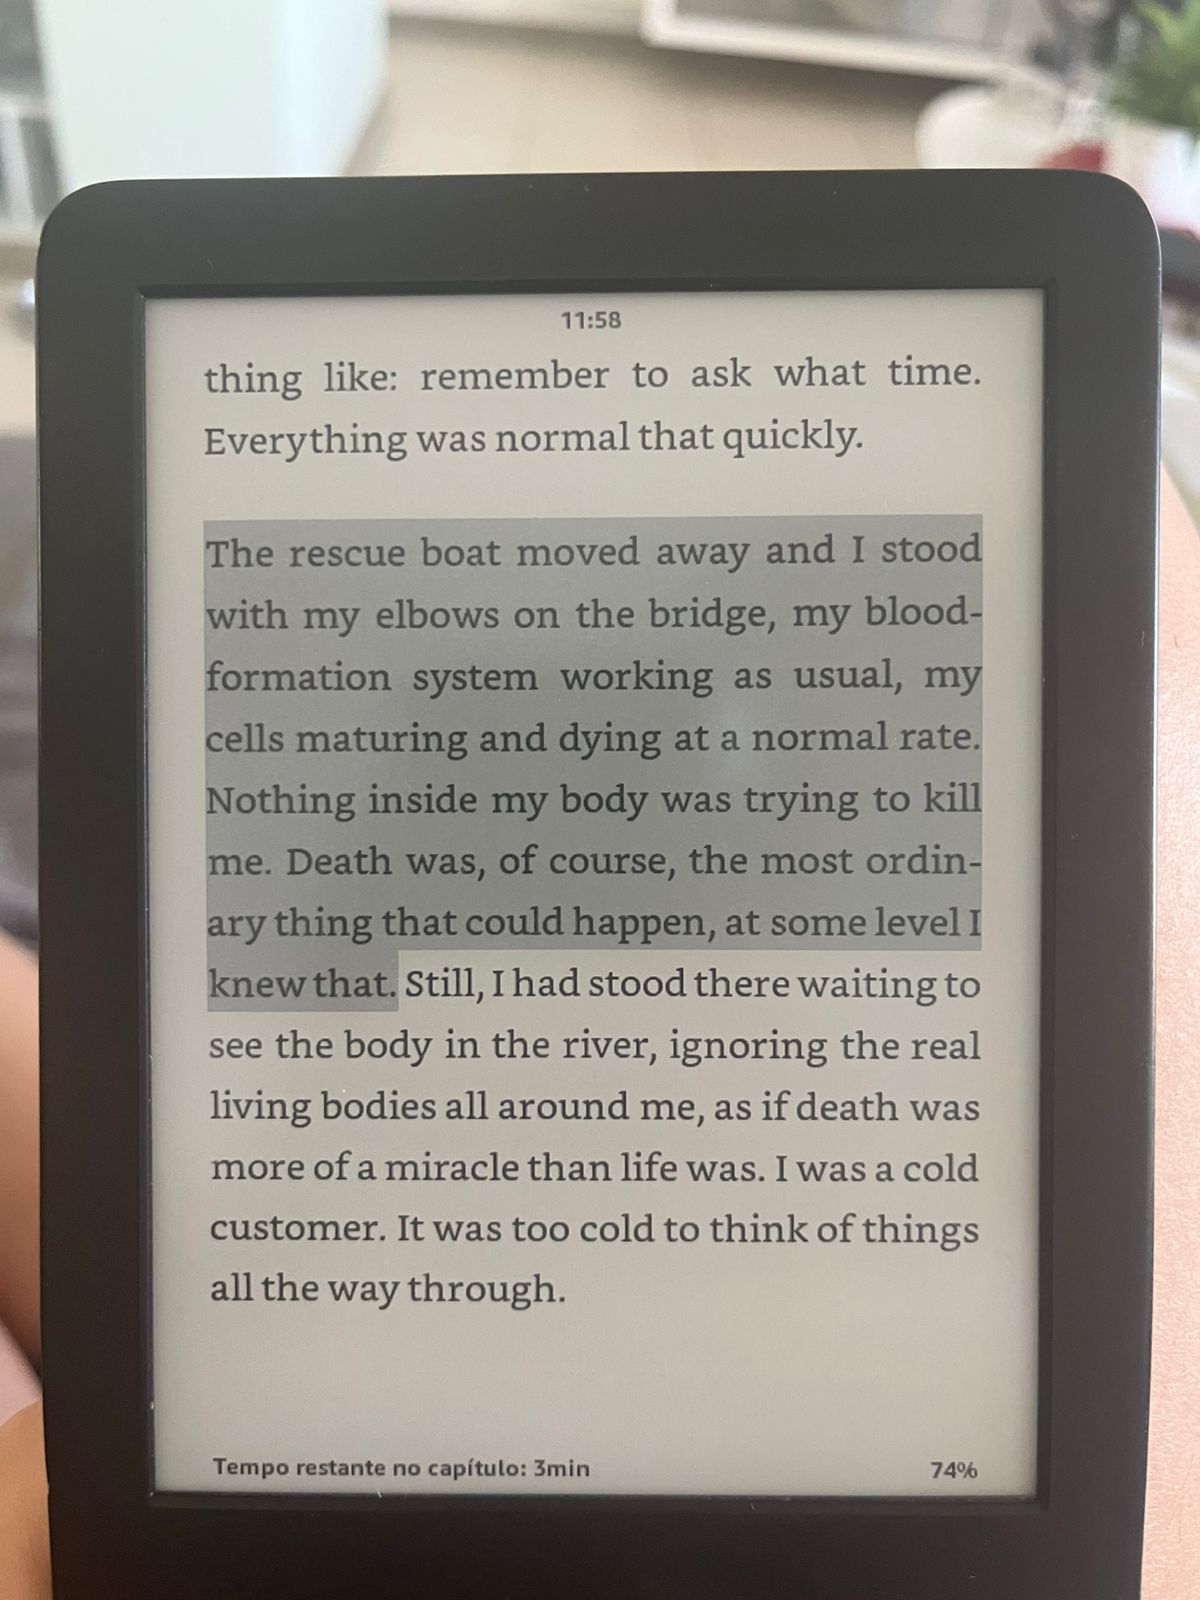 11:58
thing like: remember to ask what time.
Everything was normal that quickly.
The rescue boat moved away and I stood
with my elbows on the bridge, my blood-
formation system working as usual, my
cells maturing and dying at a normal rate.
Nothing inside my body was trying to kill
me. Death was, of course, the most ordin-
ary thing that could happen, at some level I
knew that. Still, I had stood there waiting to
see the body in the river, ignoring the real
living bodies all around me, as if death was
more of a miracle than life was. I was a cold
customer. It was too cold to think of things
all the way through.
Tempo restante no capítulo: 3min
74%